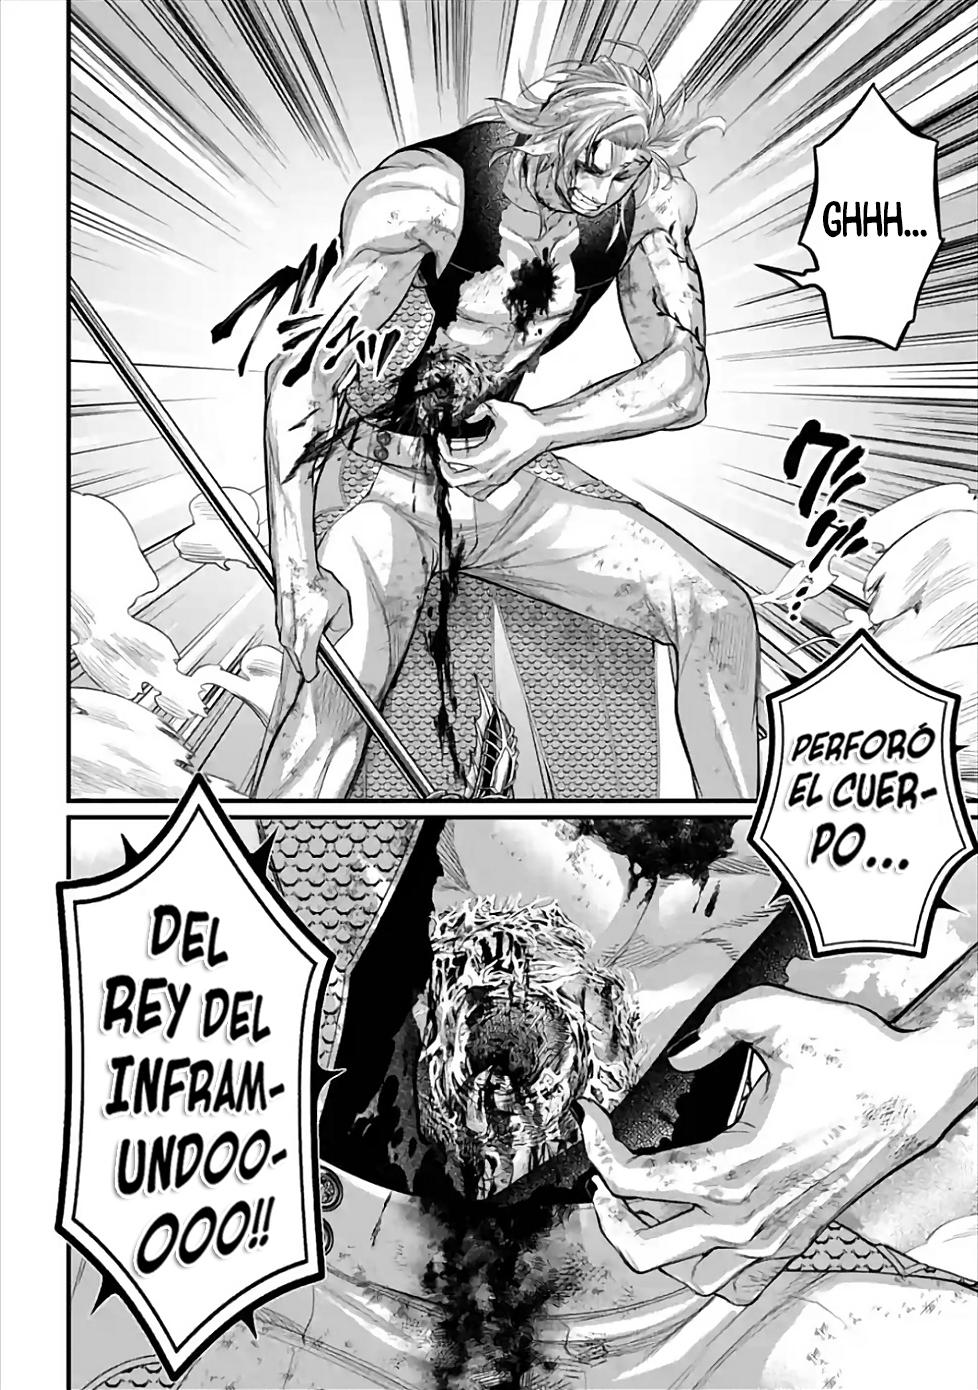 GHHH...
PERFORÓ
EL CUER-
PO...
DEL
REY DEL
INFRAM-
UNDOO-
OOO!!